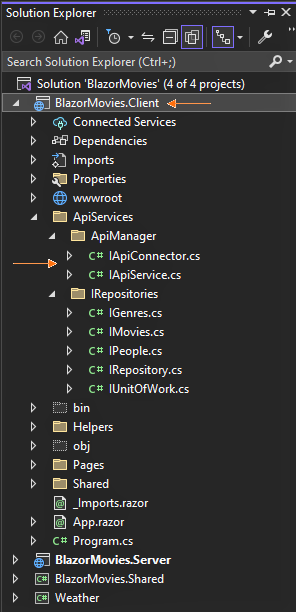 Solution Explorer
Search Solution Explorer (Ctrl+;)
Solution 'BlazorMovies' (4 of 4 projects)
BlazorMovies.Client
Connected Services
Dependencies
Imports
Properties
wwwroot
ApiServices
ApiManager
C# IApiConnector.cs
C# IApiService.cs
IRepositories
C# IGenres.cs
C# IMovies.cs
C# IPeople.cs
C# IRepository.cs
C# IUnitOfWork.cs
bin
Helpers
obj
Pages
Shared
@ _Imports.razor
@ App.razor
C# Program.cs
BlazorMovies.Server
C# BlazorMovies.Shared
C# Weather